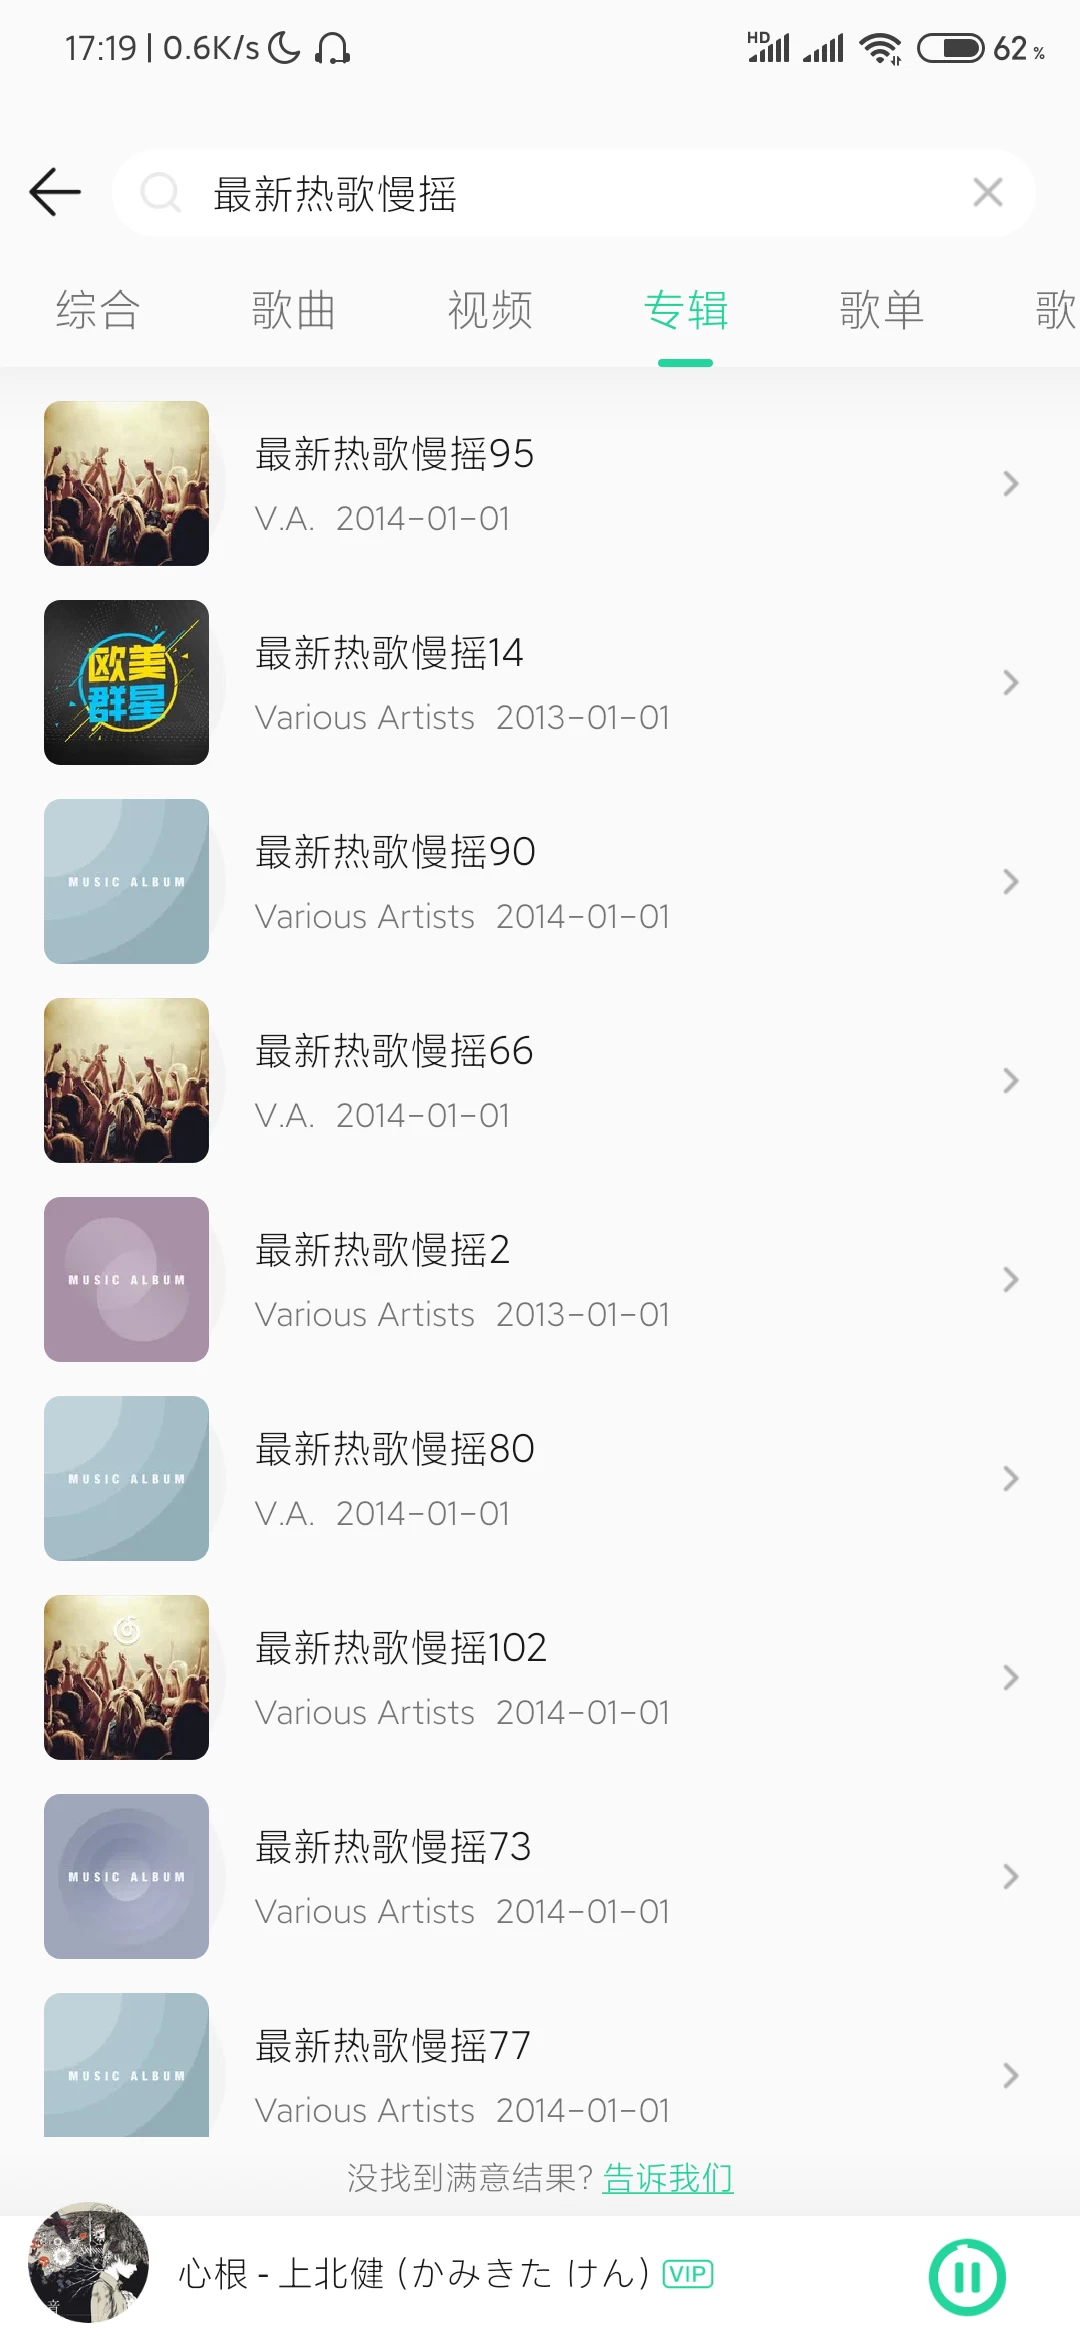 17:19 | 0.6K/s HD 62 %
最新热歌慢摇
综合 歌曲 视频 专辑 歌单 歌
最新热歌慢摇95
V.A. 2014-01-01
欧美
群星
最新热歌慢摇14
Various Artists 2013-01-01
MUSIC ALBUM
最新热歌慢摇90
Various Artists 2014-01-01
最新热歌慢摇66
V.A. 2014-01-01
MUSIC ALBUM
最新热歌慢摇2
Various Artists 2013-01-01
MUSIC ALBUM
最新热歌慢摇80
V.A. 2014-01-01
最新热歌慢摇102
Various Artists 2014-01-01
MUSIC ALBUM
最新热歌慢摇73
Various Artists 2014-01-01
MUSIC ALBUM
最新热歌慢摇77
Various Artists 2014-01-01
没找到满意结果? 告诉我们
音
心根 - 上北健 (かみきた けん) VIP